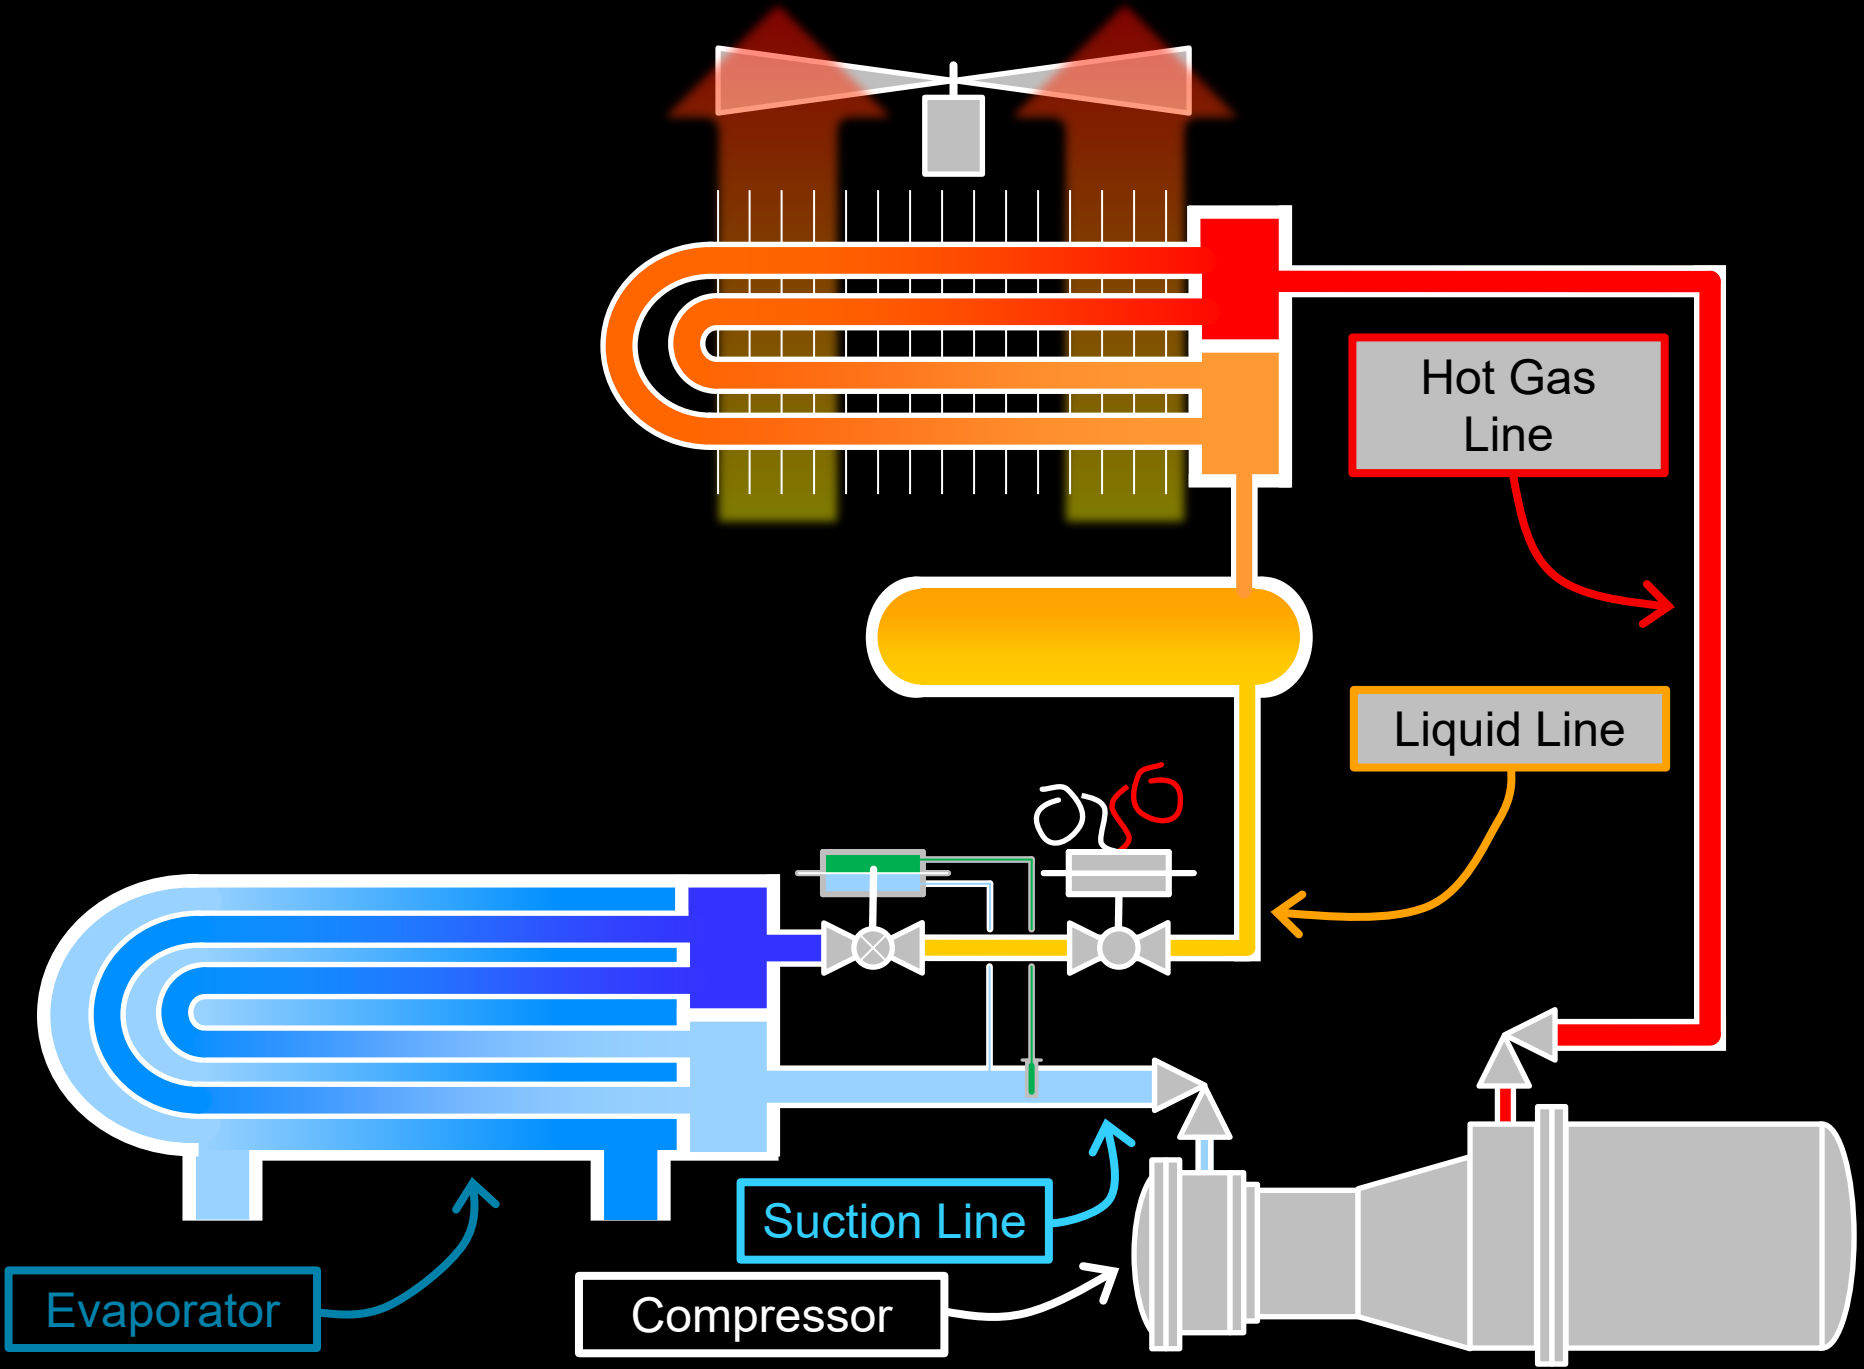 Hot Gas
Line
Liquid Line
Suction Line
Evaporator
Compressor